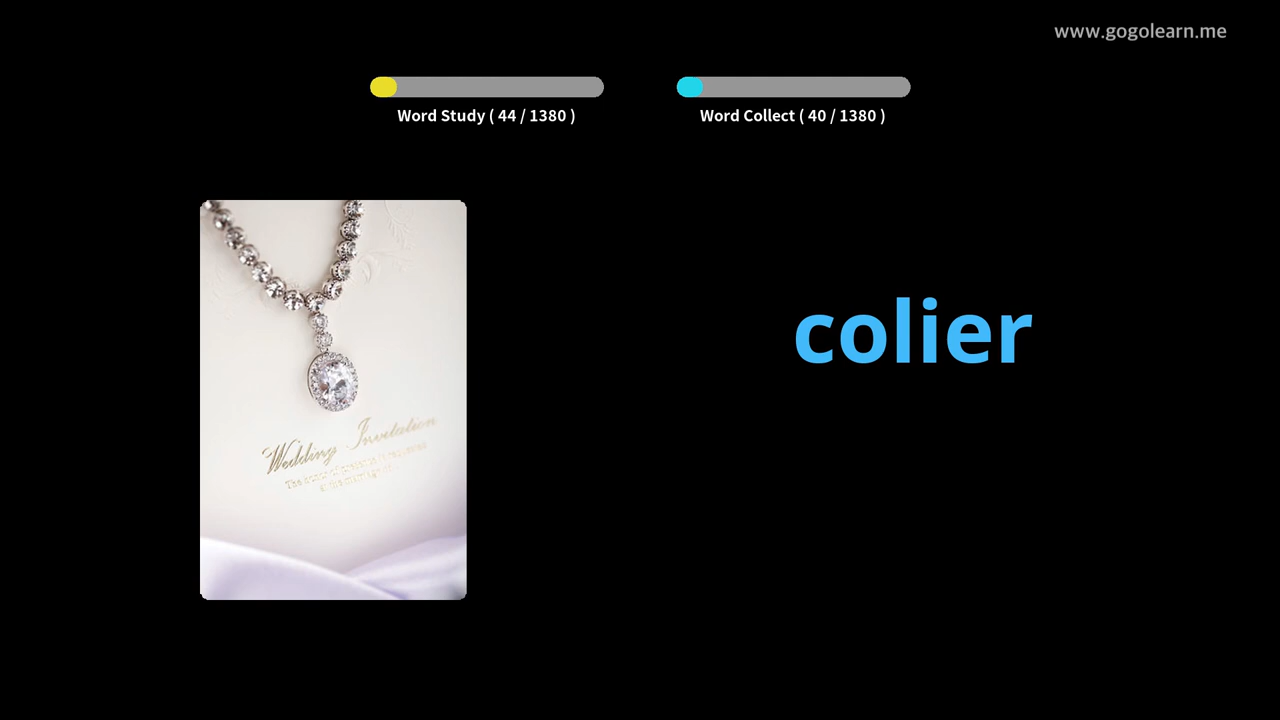 www.gogolearn.me
Word Study ( 44 / 1380 )
Word Collect ( 40 / 1380 )
colier
Wedding Invitation